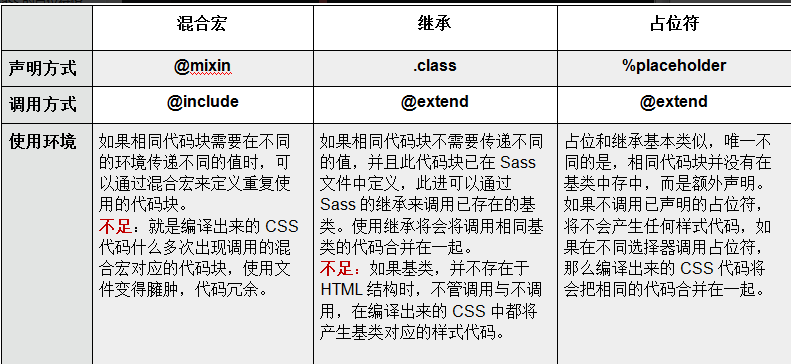 混合宏 继承 占位符
声明方式 @mixin .class %placeholder
调用方式 @include @extend @extend
使用环境
如果相同代码块需要在不同
的环境传递不同的值时，可
以通过混合宏来定义重复使
用的代码块。
不足：就是编译出来的 CSS
代码什么多次出现调用的混
合宏对应的代码块，使用文
件变得臃肿，代码冗余。
如果相同代码块不需要传递不同
的值，并且此代码块已在 Sass
文件中定义，此进可以通过
Sass 的继承来调用已存在的基
类。使用继承将会将调用相同基
类的代码合并在一起。
不足：如果基类，并不存在于
HTML 结构时，不管调用与不调
用，在编译出来的 CSS 中都将
产生基类对应的样式代码。
占位和继承基本类似，唯一不
同的是，相同代码块并没有在
基类中存中，而是额外声明。
如果不调用已声明的占位符，
将不会产生任何样式代码，如
果在不同选择器调用占位符，
那么编译出来的 CSS 代码将
会把相同的代码合并在一起。